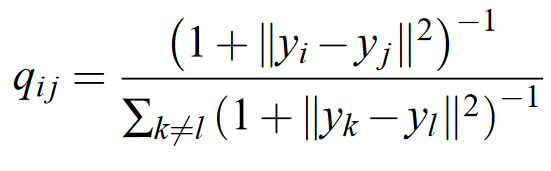 q_{ij} = \frac{(1 + \|y_i - y_j\|^2)^{-1}}{\sum_{k \neq l} (1 + \|y_k - y_l\|^2)^{-1}}